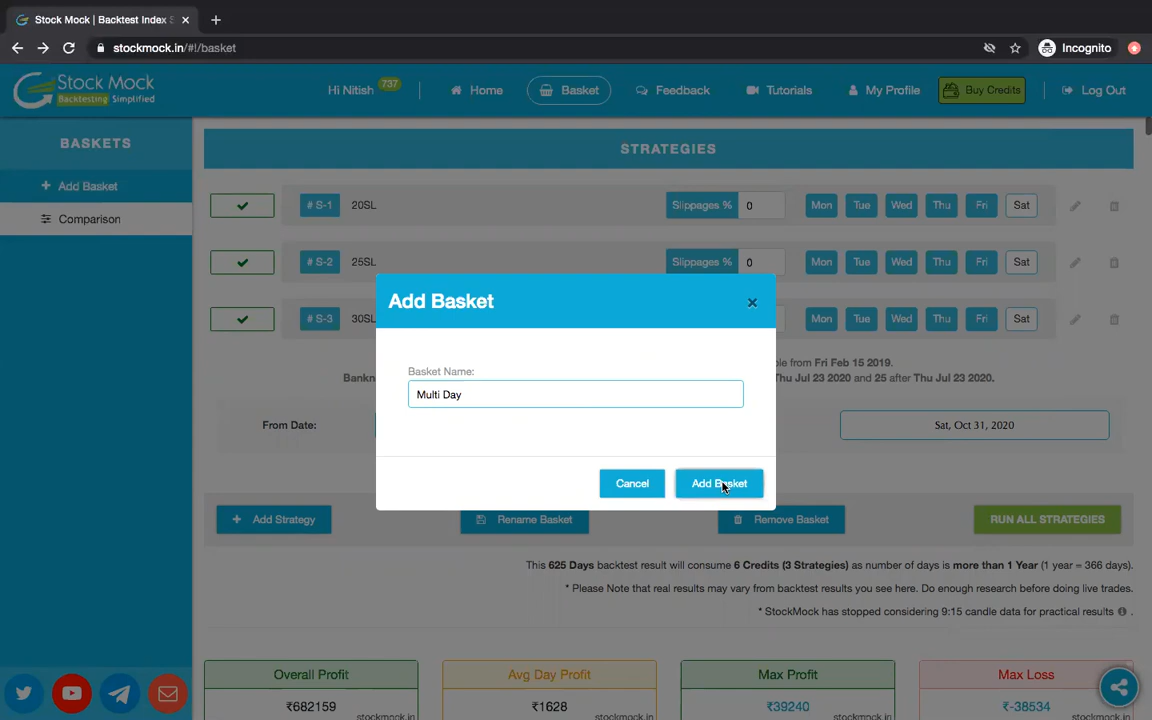 Stock Mock | Backtest Index S
stockmock.in/#!/basket
Incognito
Stock Mock
Backtesting Simplified
Hi Nitish 737
Home
Basket
Feedback
Tutorials
My Profile
Buy Credits
Log Out
BASKETS
Add Basket
Comparison
STRATEGIES
# S-1 20SL Slippages % 0 Mon Tue Wed Thu Fri Sat
# S-2 25SL Slippages % 0 Mon Tue Wed Thu Fri Sat
# S-3 30SL Mon Tue Wed Thu Fri Sat
Add Basket
Basket Name:
Multi Day
Cancel
Add Basket
from Fri Feb 15 2019.
Thu Jul 23 2020 and 25 after Thu Jul 23 2020.
From Date:
Sat, Oct 31, 2020
Add Strategy
Rename Basket
Remove Basket
RUN ALL STRATEGIES
This 625 Days backtest result will consume 6 Credits (3 Strategies) as number of days is more than 1 Year (1 year = 366 days).
* Please Note that real results may vary from backtest results you see here. Do enough research before doing live trades.
* StockMock has stopped considering 9:15 candle data for practical results .
Overall Profit
₹682159
stockmock.in
Avg Day Profit
₹1628
stockmock.in
Max Profit
₹39240
stockmock.in
Max Loss
₹-38534
stockmock.in